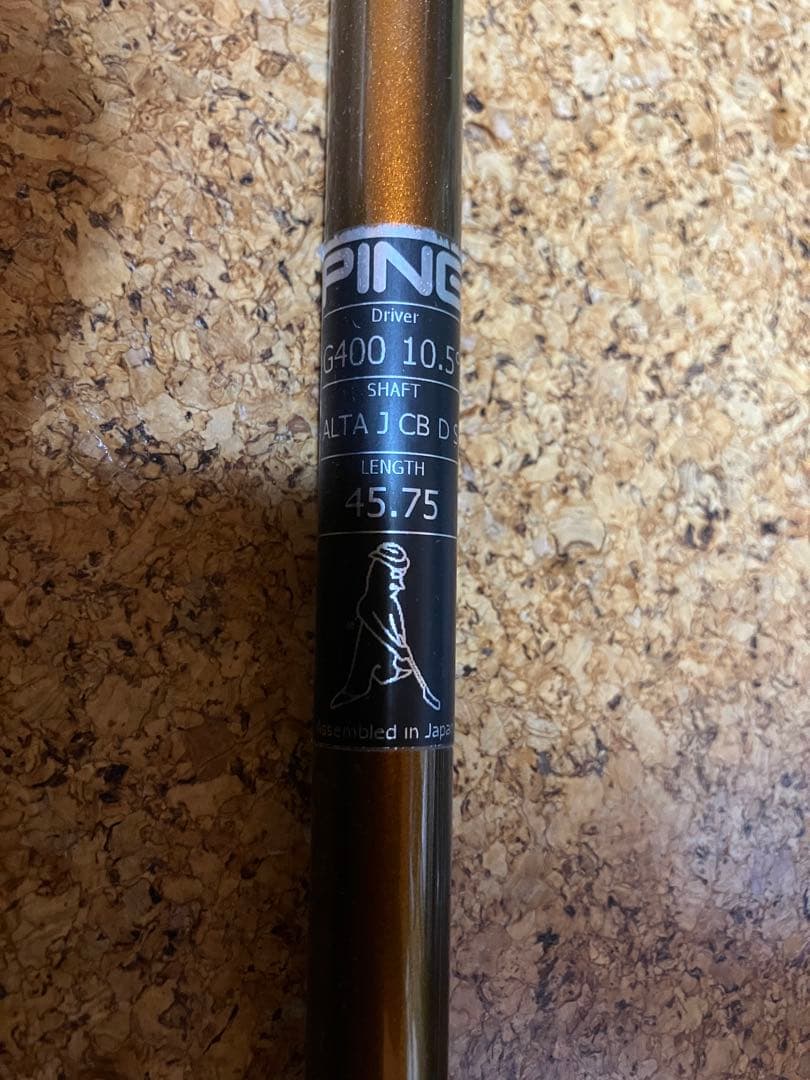 PING
Driver
G400 10.5°
SHAFT
ALTA J CB D S
LENGTH
45.75
Assembled in Japan